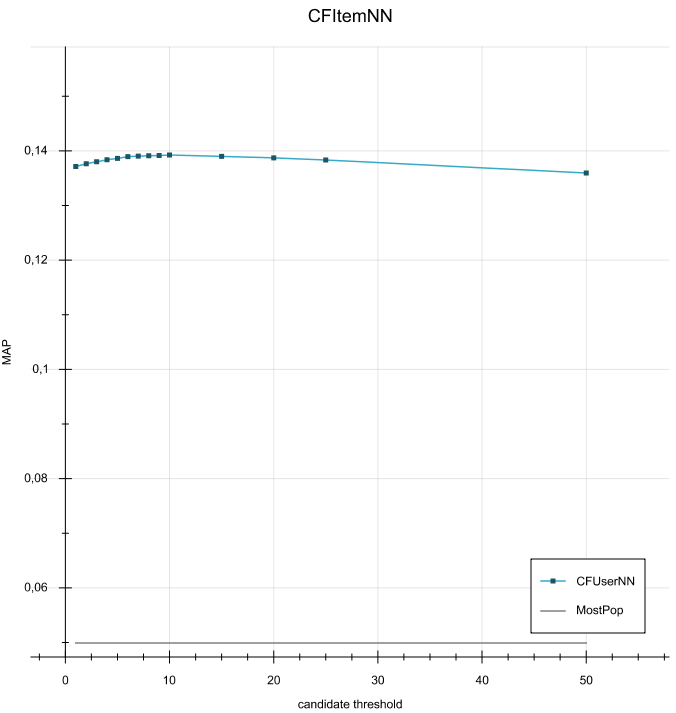 CFItemNN
0,14
0,12
0,1
0,08
0,06
MAP
CFUserNN
MostPop
0 10 20 30 40 50
candidate threshold